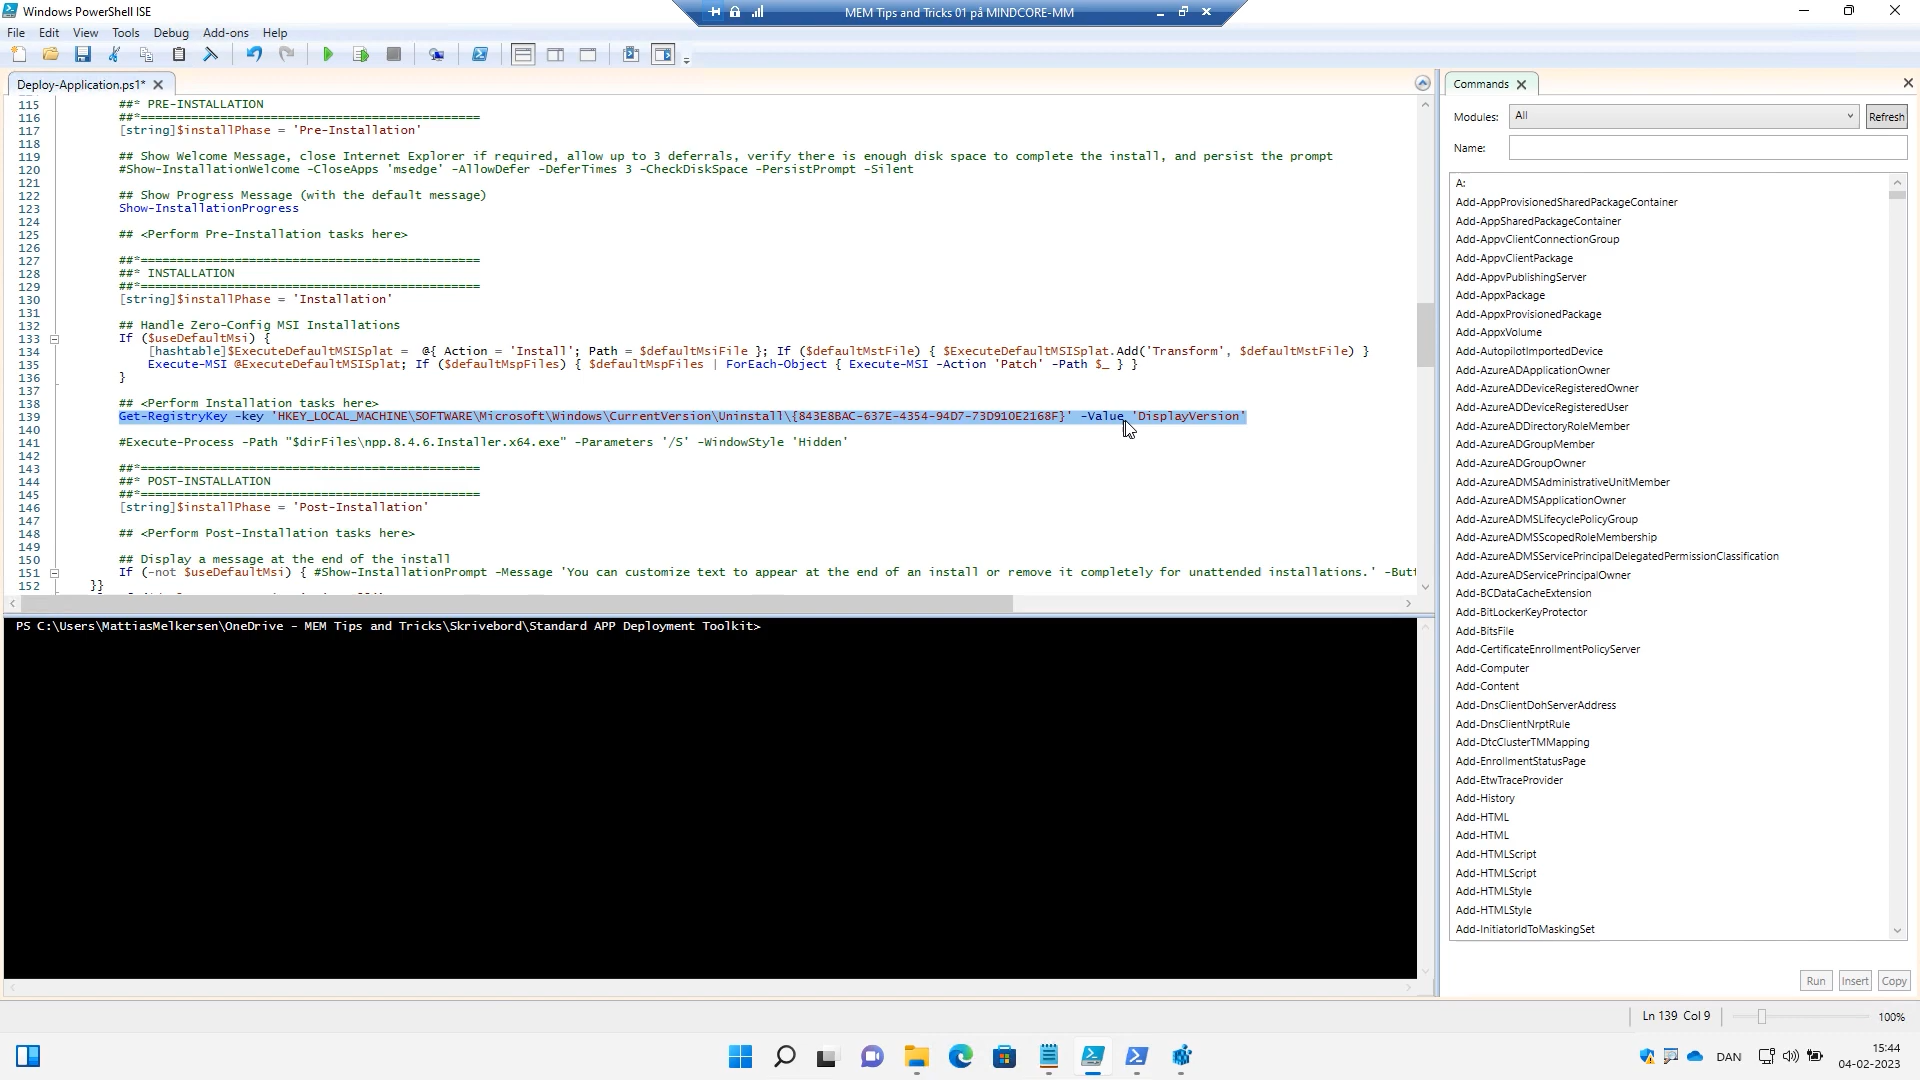 Windows PowerShell ISE
MEM Tips and Tricks 01 på MINDCORE-MM
File Edit View Tools Debug Add-ons Help
Deploy-Application.ps1*
115 ##* PRE-INSTALLATION
116 ##*===============================================
117 [string]$installPhase = 'Pre-Installation'
118
119 ## Show Welcome Message, close Internet Explorer if required, allow up to 3 deferrals, verify there is enough disk space to complete the install, and persist the prompt
120 #Show-InstallationWelcome -CloseApps 'msedge' -AllowDefer -DeferTimes 3 -CheckDiskSpace -PersistPrompt -Silent
121
122 ## Show Progress Message (with the default message)
123 Show-InstallationProgress
124
125 ## <Perform Pre-Installation tasks here>
126
127 ##*===============================================
128 ##* INSTALLATION
129 ##*===============================================
130 [string]$installPhase = 'Installation'
131
132 ## Handle Zero-Config MSI Installations
133 If ($useDefaultMsi) {
134 [hashtable]$ExecuteDefaultMSISplat = @{ Action = 'Install'; Path = $defaultMsiFile }; If ($defaultMstFile) { $ExecuteDefaultMSISplat.Add('Transform', $defaultMstFile) }
135 Execute-MSI @ExecuteDefaultMSISplat; If ($defaultMspFiles) { $defaultMspFiles | ForEach-Object { Execute-MSI -Action 'Patch' -Path $_ } }
136 }
137
138 ## <Perform Installation tasks here>
139 Get-RegistryKey -key 'HKEY_LOCAL_MACHINE\SOFTWARE\Microsoft\Windows\CurrentVersion\Uninstall\{843E8BAC-637E-4354-94D7-73D910E2168F}' -Value 'DisplayVersion'
140
141 #Execute-Process -Path "$dirFiles\npp.8.4.6.Installer.x64.exe" -Parameters '/S' -WindowStyle 'Hidden'
142
143 ##*===============================================
144 ##* POST-INSTALLATION
145 ##*===============================================
146 [string]$installPhase = 'Post-Installation'
147
148 ## <Perform Post-Installation tasks here>
149
150 ## Display a message at the end of the install
151 If (-not $useDefaultMsi) { #Show-InstallationPrompt -Message 'You can customize text to appear at the end of an install or remove it completely for unattended installations.' -Butt
152 }}
PS C:\Users\MattiasMelkersen\OneDrive - MEM Tips and Tricks\Skrivebord\Standard APP Deployment Toolkit>
Commands
Modules: All Refresh
Name:
A:
Add-AppProvisionedSharedPackageContainer
Add-AppSharedPackageContainer
Add-AppvClientConnectionGroup
Add-AppvClientPackage
Add-AppvPublishingServer
Add-AppxPackage
Add-AppxProvisionedPackage
Add-AppxVolume
Add-AutopilotImportedDevice
Add-AzureADApplicationOwner
Add-AzureADDeviceRegisteredOwner
Add-AzureADDeviceRegisteredUser
Add-AzureADDirectoryRoleMember
Add-AzureADGroupMember
Add-AzureADGroupOwner
Add-AzureADMSAdministrativeUnitMember
Add-AzureADMSApplicationOwner
Add-AzureADMSLifecyclePolicyGroup
Add-AzureADMSScopedRoleMembership
Add-AzureADMSServicePrincipalDelegatedPermissionClassification
Add-AzureADServicePrincipalOwner
Add-BCDataCacheExtension
Add-BitLockerKeyProtector
Add-BitsFile
Add-CertificateEnrollmentPolicyServer
Add-Computer
Add-Content
Add-DnsClientDohServerAddress
Add-DnsClientNrptRule
Add-DtcClusterTMMapping
Add-EnrollmentStatusPage
Add-EtwTraceProvider
Add-History
Add-HTML
Add-HTML
Add-HTMLScript
Add-HTMLScript
Add-HTMLStyle
Add-HTMLStyle
Add-InitiatorIdToMaskingSet
Run Insert Copy
Ln 139 Col 9
100%
DAN
15:44
04-02-2023